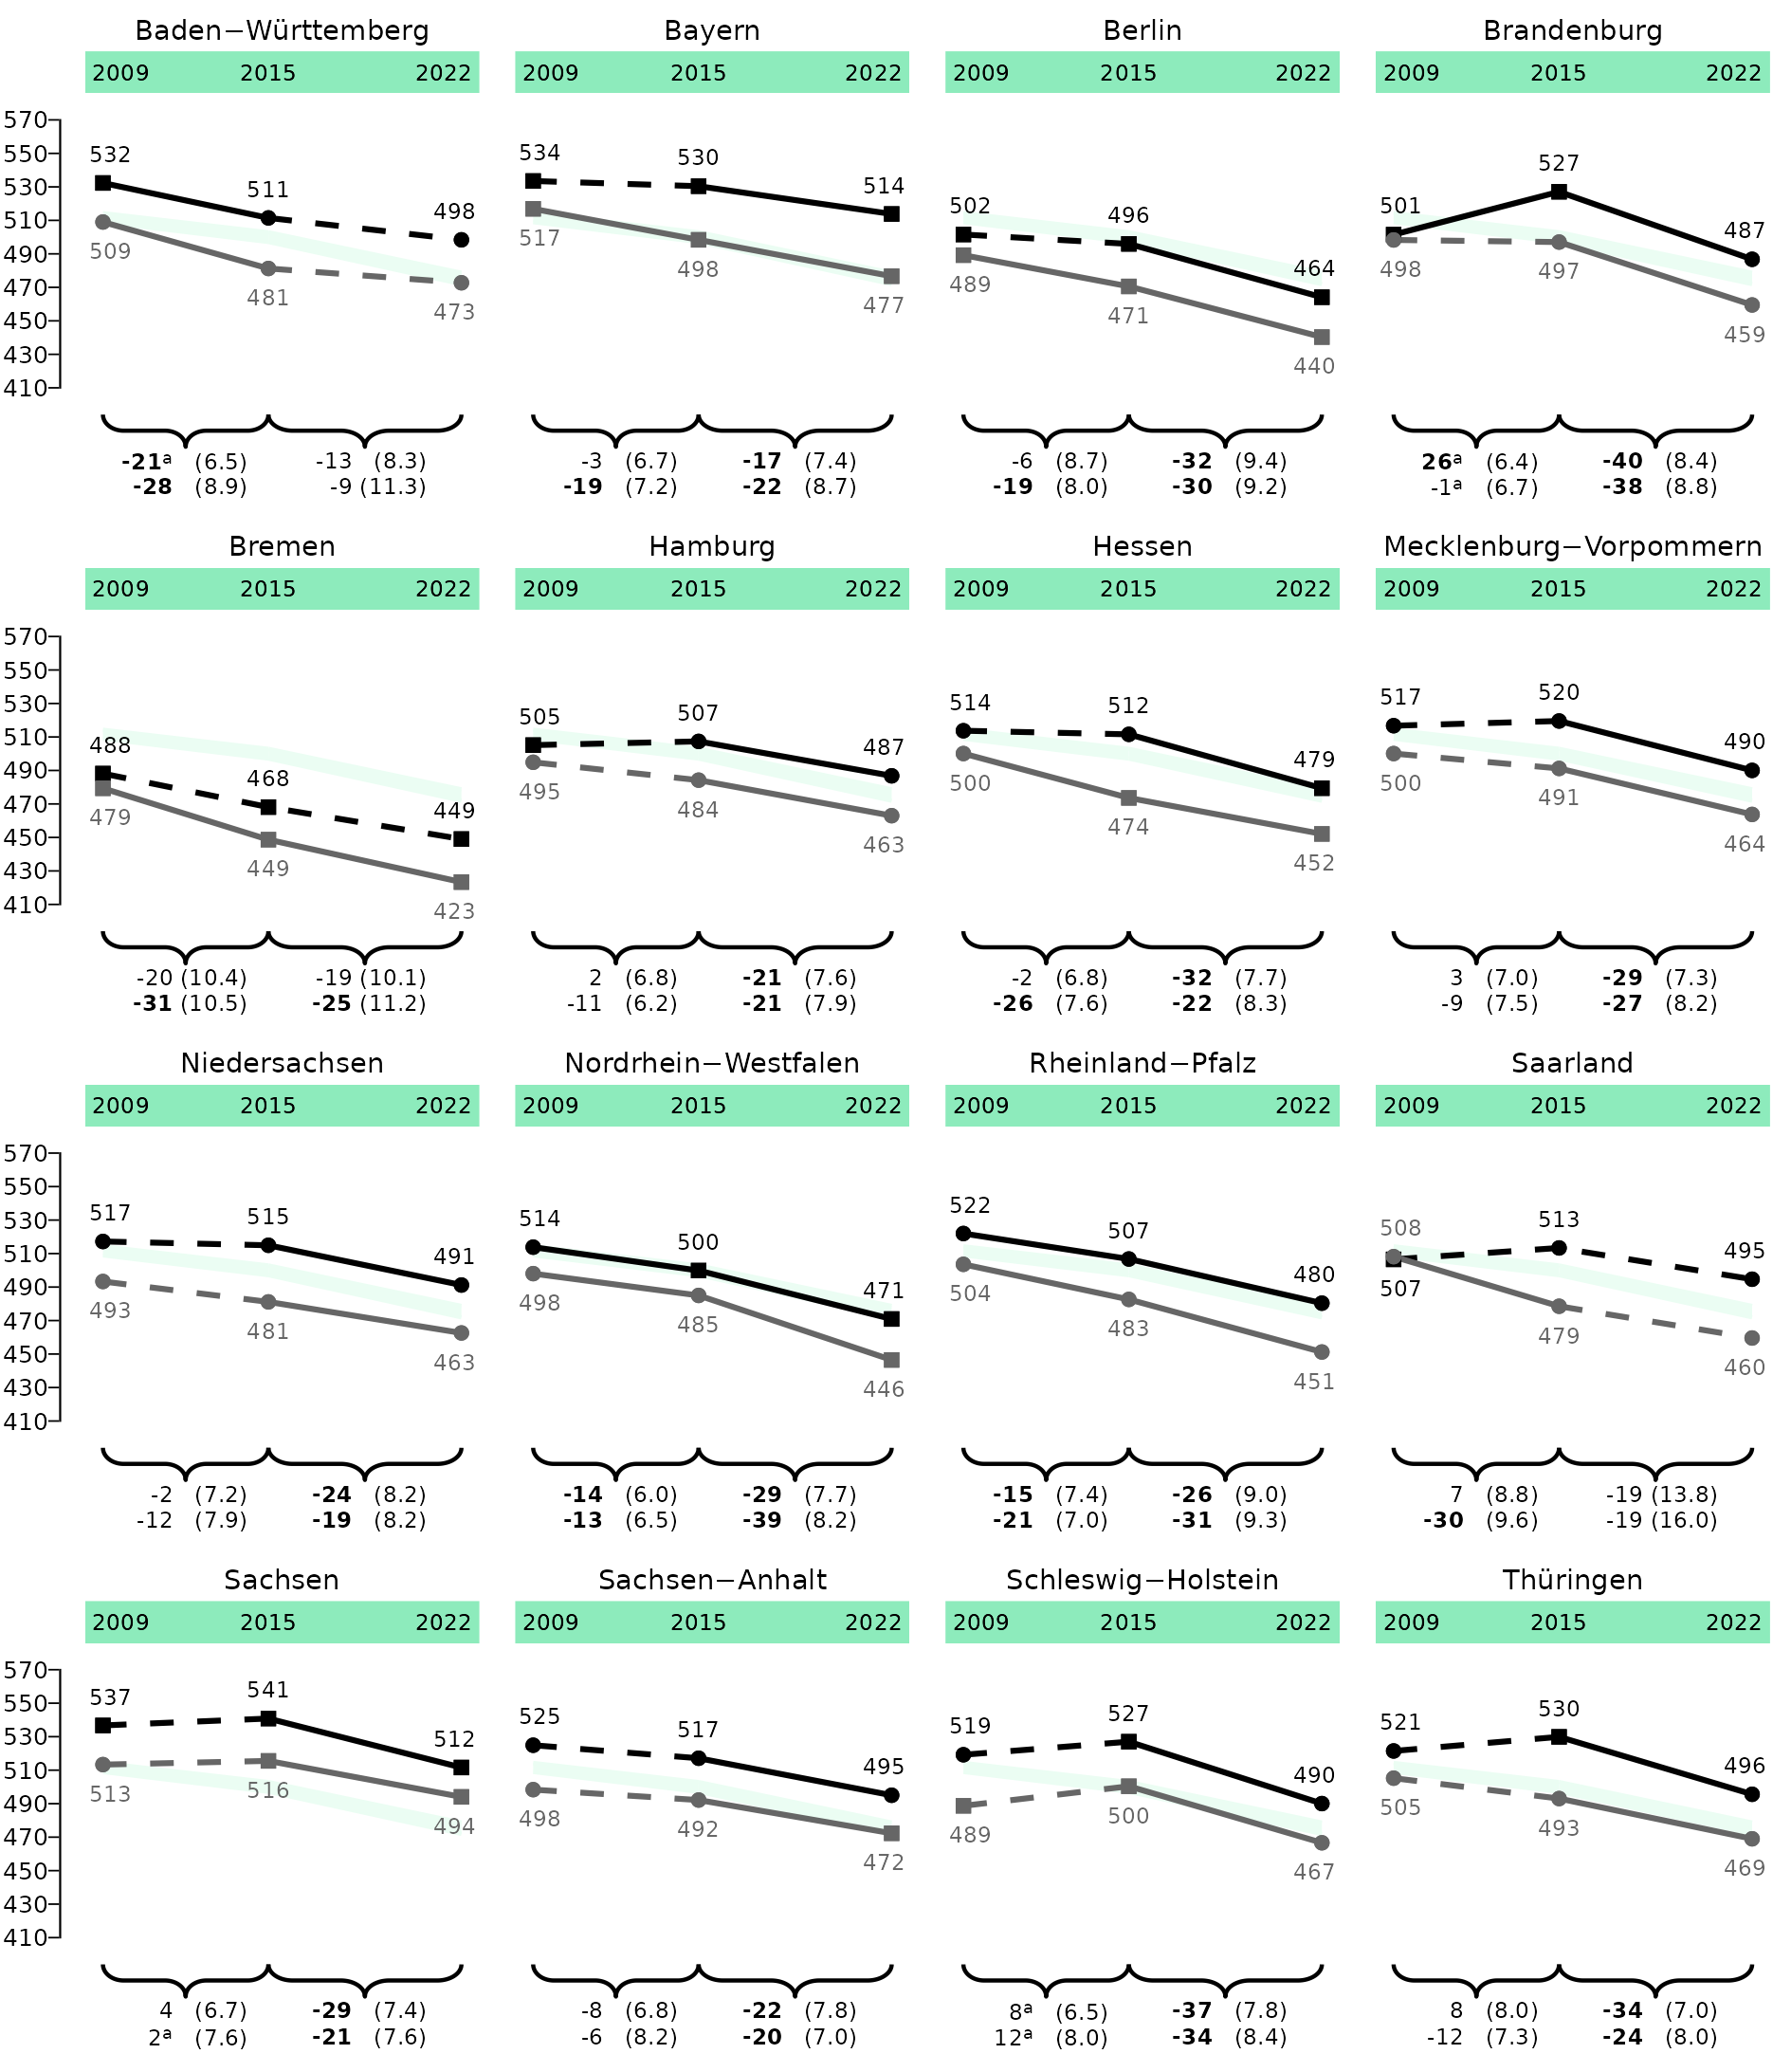 Baden−Württemberg Bayern Berlin Brandenburg
2009 2015 2022 2009 2015 2022 2009 2015 2022 2009 2015 2022
570
550
530
510
490
470
450
430
410
532 511 498
509 481 473
534 530 514
517 498 477
502 496 464
489 471 440
501 527 487
498 497 459
-21ª (6.5) -13 (8.3) -3 (6.7) -17 (7.4) -6 (8.7) -32 (9.4) 26ª (6.4) -40 (8.4)
-28 (8.9) -9 (11.3) -19 (7.2) -22 (8.7) -19 (8.0) -30 (9.2) -1ª (6.7) -38 (8.8)
Bremen Hamburg Hessen Mecklenburg−Vorpommern
2009 2015 2022 2009 2015 2022 2009 2015 2022 2009 2015 2022
570
550
530
510
490
470
450
430
410
488 468 449
479 449 423
505 507 487
495 484 463
514 512 479
500 474 452
517 520 490
500 491 464
-20 (10.4) -19 (10.1) 2 (6.8) -21 (7.6) -2 (6.8) -32 (7.7) 3 (7.0) -29 (7.3)
-31 (10.5) -25 (11.2) -11 (6.2) -21 (7.9) -26 (7.6) -22 (8.3) -9 (7.5) -27 (8.2)
Niedersachsen Nordrhein−Westfalen Rheinland−Pfalz Saarland
2009 2015 2022 2009 2015 2022 2009 2015 2022 2009 2015 2022
570
550
530
510
490
470
450
430
410
517 515 491
493 481 463
514 500 471
498 485 446
522 507 480
504 483 451
508 513 495
507 479 460
-2 (7.2) -24 (8.2) -14 (6.0) -29 (7.7) -15 (7.4) -26 (9.0) 7 (8.8) -19 (13.8)
-12 (7.9) -19 (8.2) -13 (6.5) -39 (8.2) -21 (7.0) -31 (9.3) -30 (9.6) -19 (16.0)
Sachsen Sachsen−Anhalt Schleswig−Holstein Thüringen
2009 2015 2022 2009 2015 2022 2009 2015 2022 2009 2015 2022
570
550
530
510
490
470
450
430
410
537 541 512
513 516 494
525 517 495
498 492 472
519 527 490
489 500 467
521 530 496
505 493 469
4 (6.7) -29 (7.4) -8 (6.8) -22 (7.8) 8ª (6.5) -37 (7.8) 8 (8.0) -34 (7.0)
2ª (7.6) -21 (7.6) -6 (8.2) -20 (7.0) 12ª (8.0) -34 (8.4) -12 (7.3) -24 (8.0)